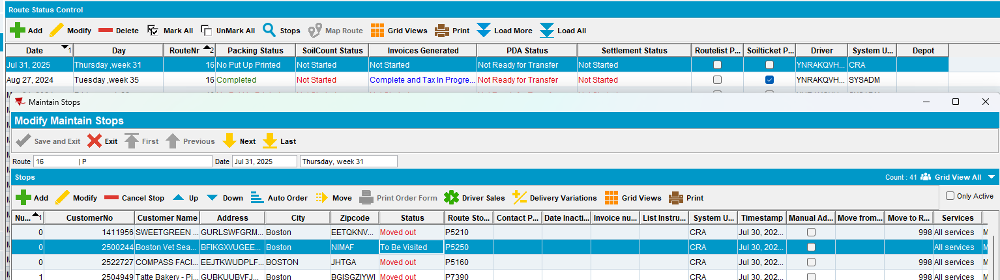 Route Status Control
Add Modify Delete Mark All UnMark All Stops Map Route Grid Views Print Load More Load All
Date 1 Day RouteNr 2 Packing Status SoilCount Status Invoices Generated PDA Status Settlement Status Routelist P... Soilticket P... Driver System U... Depot
Jul 31, 2025 Thursday ,week 31 16 No Put Up Printed Not Started Not Started Not Ready for Transfer Not Started YNRAKQVH... CRA
Aug 27, 2024 Tuesday ,week 35 16 Completed Not Started Complete and Tax In Progre... Not Ready for Transfer Not Started YNRAKQVH... SYSADM
Maintain Stops
Modify Maintain Stops
Save and Exit Exit First Previous Next Last
Route 16 | P Date Jul 31, 2025 Thursday, week 31
Stops Count : 41 Grid View All
Add Modify Cancel Stop Up Down Auto Order Move Print Order Form Driver Sales Delivery Variations Grid Views Print Only Active
Nu... 1 CustomerNo Customer Name Address City Zipcode Status Route Sto... Contact P... Date Inacti... Invoice nu... List Instru... System U... Timestamp Manual Ad... Move from... Move to R... Services
0 1411956 SWEETGREEN ... GURLSWFGRM... Boston EETQKNV... Moved out P5210 CRA Jul 30, 202... 998 All services M
0 2500244 Boston Vet Sea... BFIKGXVUGEE... Boston NIMAF To Be Visited P5250 CRA Jul 30, 202... All services M
0 2522727 COMPASS FACI... EEJTKWUDPLF... BOSTON JHTGA Moved out P5160 CRA Jul 30, 202... 998 All services M
1 2504949 Tatte Bakery - Pi... GUBKUUBVFJ... Boston BGISGZIYWI Moved out P7390 CRA Jul 30, 202... 998 All services M